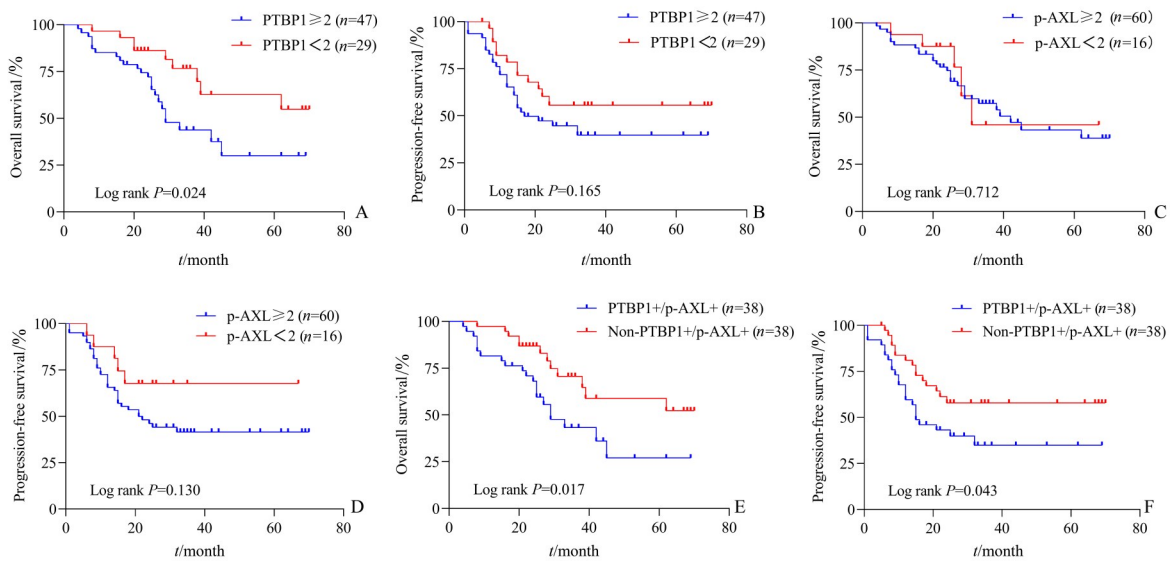 PTBP1≥2 (n=47)
PTBP1<2 (n=29)
Overall survival/%
100
75
50
25
0
Log rank P=0.024
A
0 20 40 60 80
t/month
PTBP1≥2 (n=47)
PTBP1<2 (n=29)
Progression-free survival/%
100
75
50
25
0
Log rank P=0.165
B
0 20 40 60 80
t/month
p-AXL≥2 (n=60)
p-AXL<2 (n=16)
Overall survival/%
100
75
50
25
0
Log rank P=0.712
C
0 20 40 60 80
t/month
p-AXL≥2 (n=60)
p-AXL<2 (n=16)
Progression-free survival/%
100
75
50
25
0
Log rank P=0.130
D
0 20 40 60 80
t/month
PTBP1+/p-AXL+ (n=38)
Non-PTBP1+/p-AXL+ (n=38)
Overall survival/%
100
75
50
25
0
Log rank P=0.017
E
0 20 40 60 80
t/month
PTBP1+/p-AXL+ (n=38)
Non-PTBP1+/p-AXL+ (n=38)
Progression-free survival/%
100
75
50
25
0
Log rank P=0.043
F
0 20 40 60 80
t/month